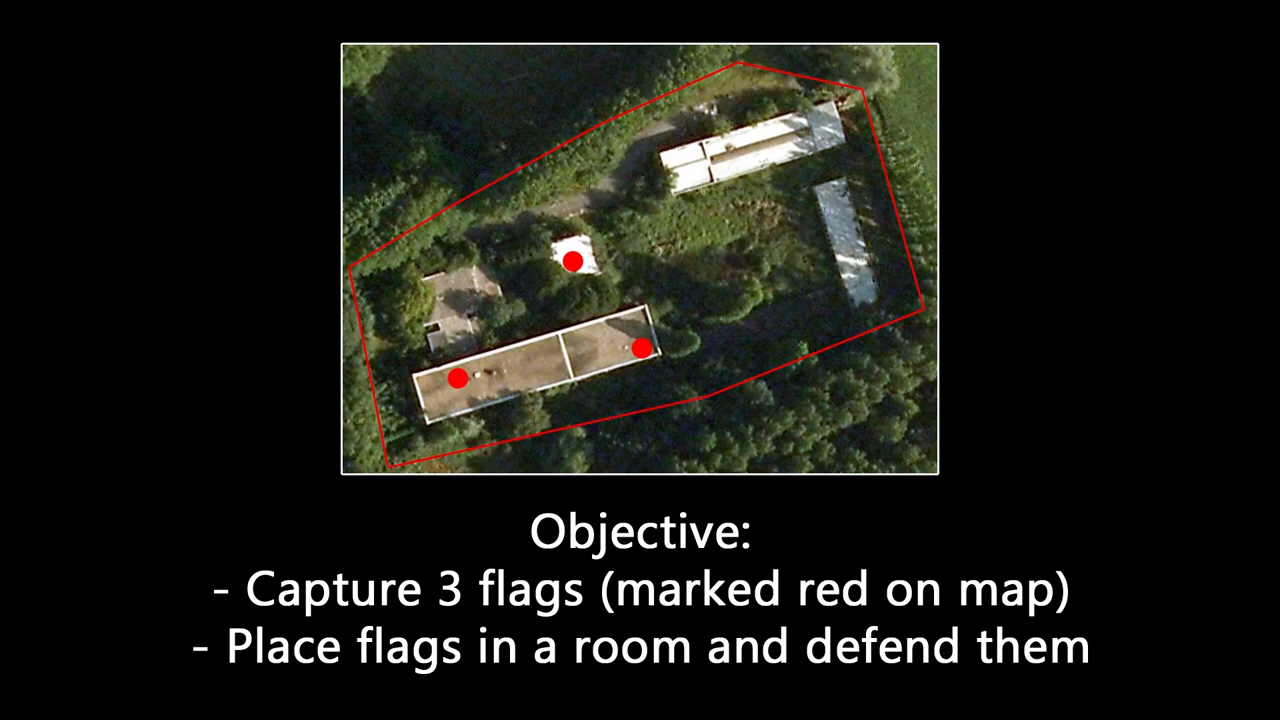 Objective:
- Capture 3 flags (marked red on map)
- Place flags in a room and defend them